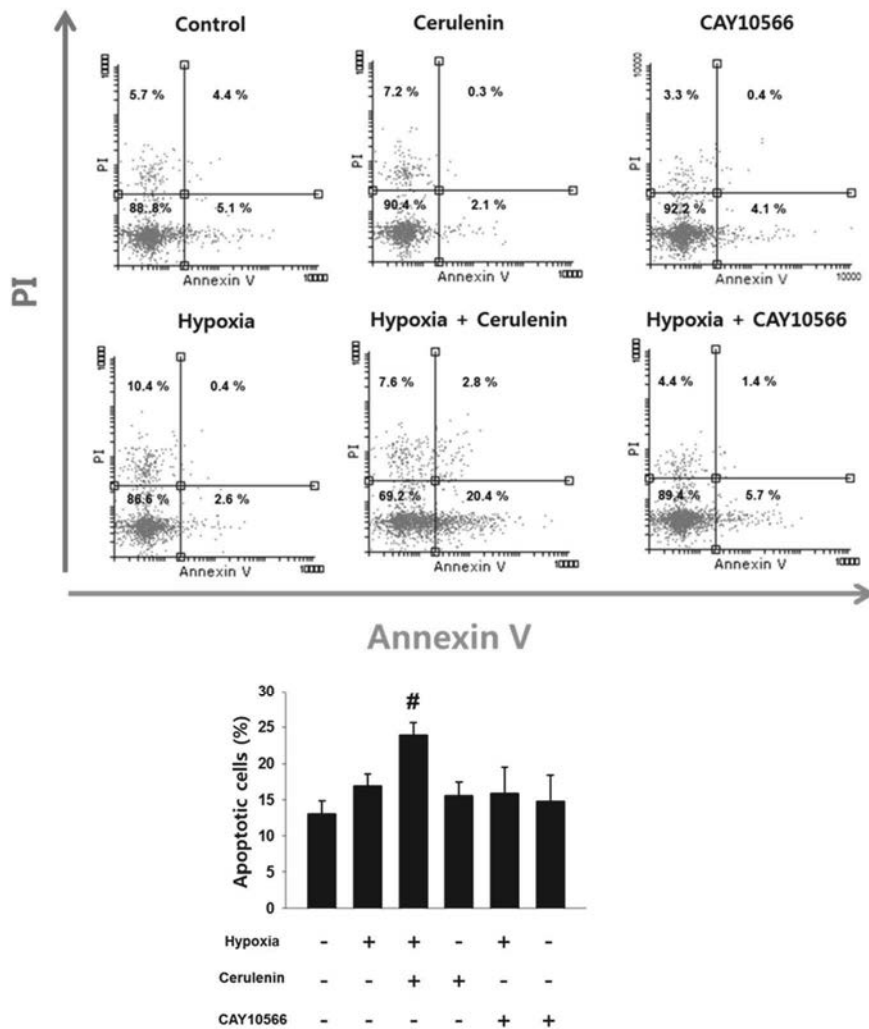 Control
Cerulenin
CAY10566
5.7 %
4.4 %
7.2 %
0.3 %
3.3 %
0.4 %
10000
PI
PI
PI
88..8%
5.1 %
90.4 %
2.1 %
92.2 %
4.1 %
Annexin V
Annexin V
Annexin V
10000
PI
Hypoxia
Hypoxia + Cerulenin
Hypoxia + CAY10566
10.4 %
0.4 %
7.6 %
2.8 %
4.4 %
1.4 %
PI
PI
PI
86.6 %
2.6 %
69.2 %
20.4 %
89.4 %
5.7 %
Annexin V
Annexin V
Annexin V
Annexin V
Apoptotic cells (%)
30
25
20
15
10
5
0
#
Hypoxia - + + - + -
Cerulenin - - + + - -
CAY10566 - - - - + +